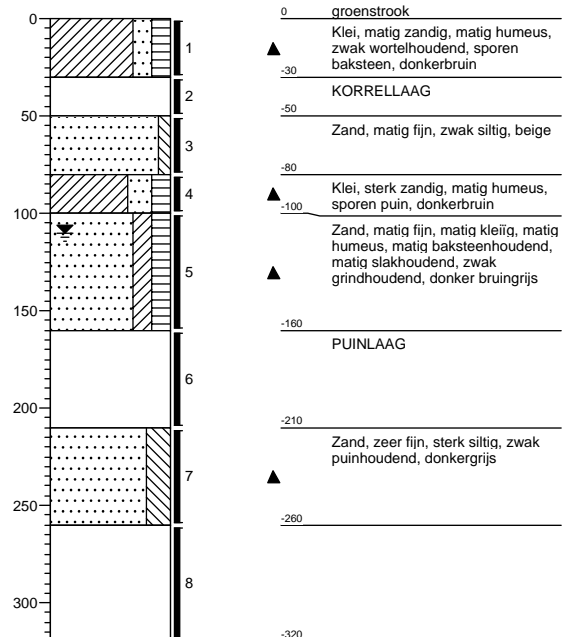 0
50
100
150
200
250
300
1
2
3
4
5
6
7
8
0 groenstrook
Klei, matig zandig, matig humeus,
zwak wortelhoudend, sporen
baksteen, donkerbruin
-30
KORRELLAAG
-50
Zand, matig fijn, zwak siltig, beige
-80
Klei, sterk zandig, matig humeus,
sporen puin, donkerbruin
-100
Zand, matig fijn, matig kleiïg, matig
humeus, matig baksteenhoudend,
matig slakhoudend, zwak
grindhoudend, donker bruingrijs
-160
PUINLAAG
-210
Zand, zeer fijn, sterk siltig, zwak
puinhoudend, donkergrijs
-260
-320